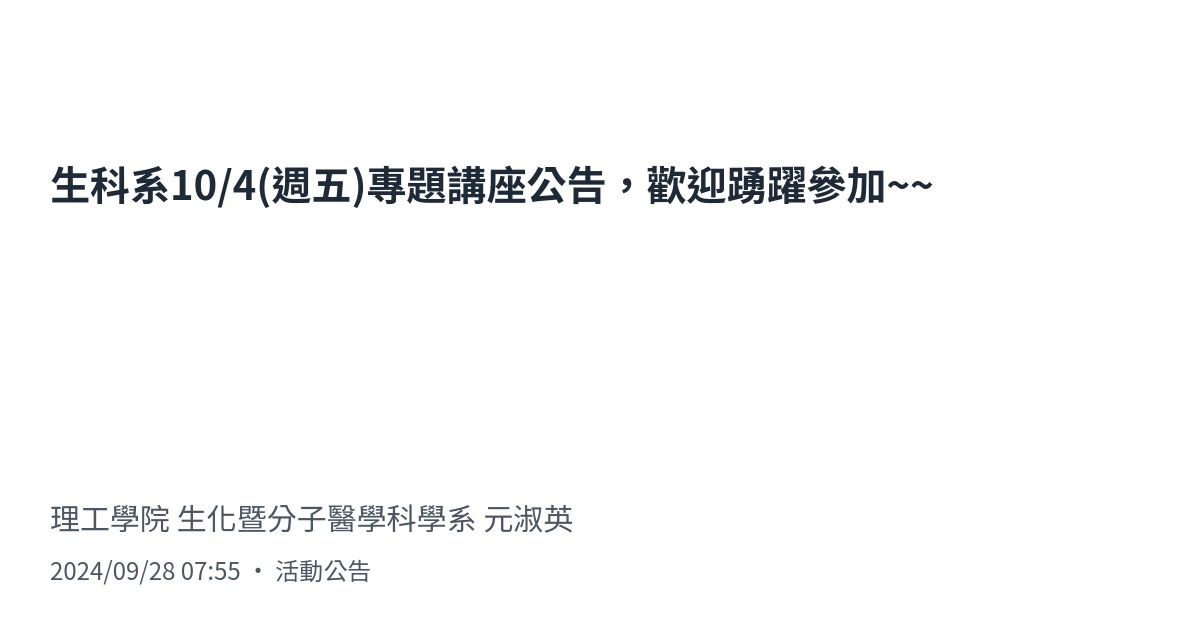 生科系10/4(週五)專題講座公告，歡迎踴躍參加~~
理工學院 生化暨分子醫學科學系 元淑英
2024/09/28 07:55 • 活動公告